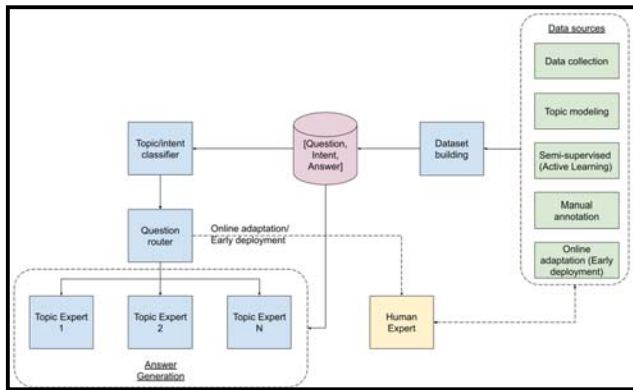 Data sources
Data collection
Topic modeling
Semi-supervised
(Active Learning)
Manual
annotation
Online
adaptation (Early
deployment)
Dataset
building
[Question,
Intent,
Answer]
Topic/intent
classifier
Question
router
Online adaptation/
Early deployment
Topic Expert
1
Topic Expert
2
Topic Expert
N
Answer
Generation
Human
Expert